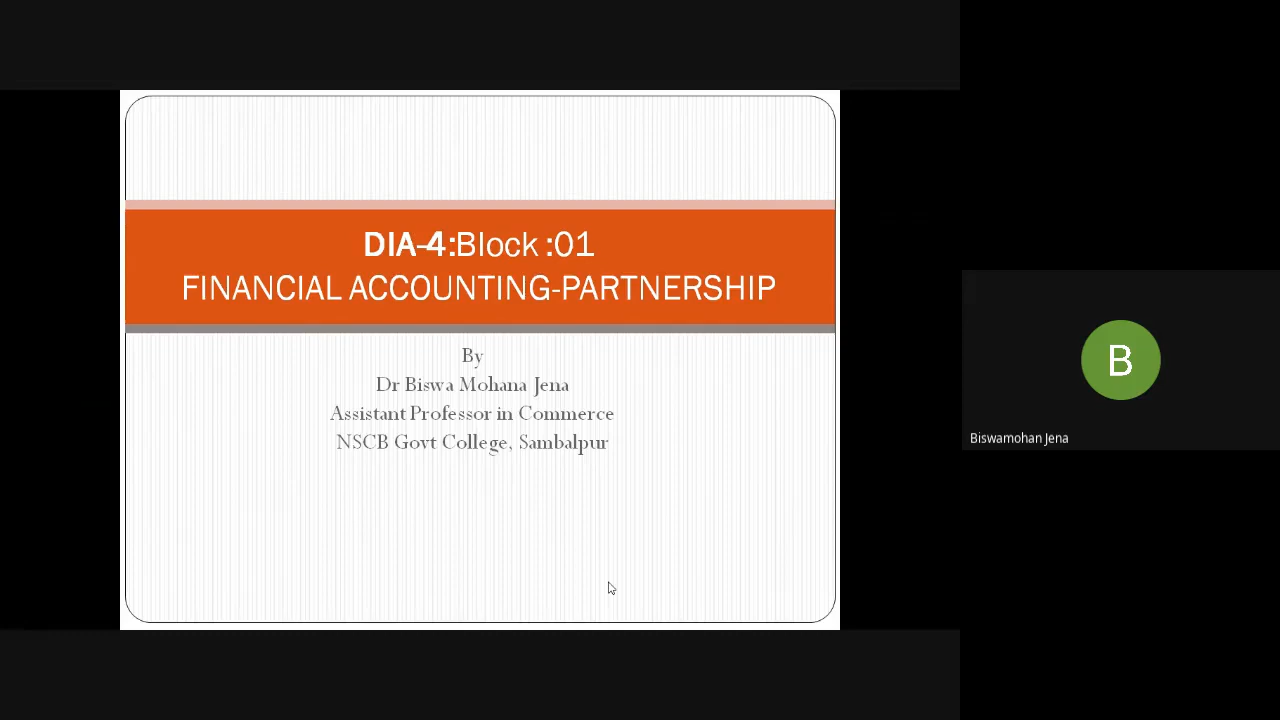 DIA-4:Block :01
FINANCIAL ACCOUNTING-PARTNERSHIP
By
Dr Biswa Mohana Jena
Assistant Professor in Commerce
NSCB Govt College, Sambalpur
B
Biswamohan Jena